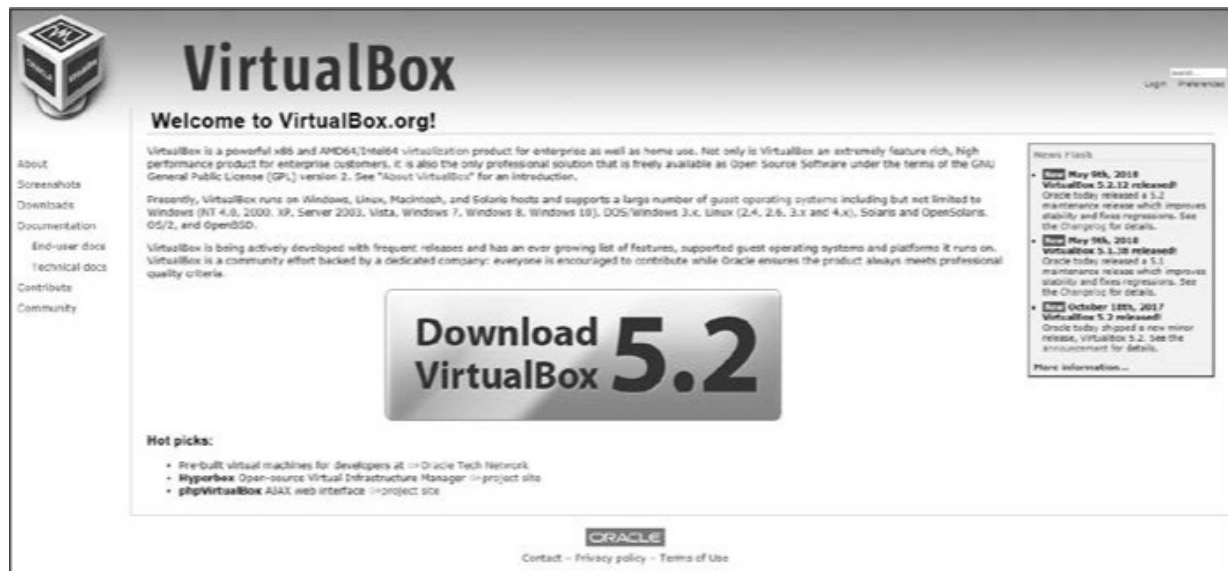 ORACLE
VirtualBox
VirtualBox
search...
Login Preferences
Welcome to VirtualBox.org!
About
Screenshots
Downloads
Documentation
End-user docs
Technical docs
Contribute
Community
VirtualBox is a powerful x86 and AMD64/Intel64 virtualization product for enterprise as well as home use. Not only is VirtualBox an extremely feature rich, high
performance product for enterprise customers, it is also the only professional solution that is freely available as Open Source Software under the terms of the GNU
General Public License (GPL) version 2. See "About VirtualBox" for an introduction.
Presently, VirtualBox runs on Windows, Linux, Macintosh, and Solaris hosts and supports a large number of guest operating systems including but not limited to
Windows (NT 4.0, 2000, XP, Server 2003, Vista, Windows 7, Windows 8, Windows 10), DOS/Windows 3.x, Linux (2.4, 2.6, 3.x and 4.x), Solaris and OpenSolaris,
OS/2, and OpenBSD.
VirtualBox is being actively developed with frequent releases and has an ever growing list of features, supported guest operating systems and platforms it runs on.
VirtualBox is a community effort backed by a dedicated company: everyone is encouraged to contribute while Oracle ensures the product always meets professional
quality criteria.
Download
VirtualBox 5.2
Hot picks:
• Pre-built virtual machines for developers at Oracle Tech Network
• Hyperbox Open-source Virtual Infrastructure Manager project site
• phpVirtualBox AJAX web interface project site
News Flash
• New May 9th, 2018
VirtualBox 5.2.12 released!
Oracle today released a 5.2
maintenance release which improves
stability and fixes regressions. See
the Changelog for details.
• New May 9th, 2018
VirtualBox 5.1.38 released!
Oracle today released a 5.1
maintenance release which improves
stability and fixes regressions. See
the Changelog for details.
• New October 18th, 2017
VirtualBox 5.2 released!
Oracle today shipped a new minor
release, VirtualBox 5.2. See the
announcement for details.
More information...
ORACLE
Contact – Privacy policy – Terms of Use